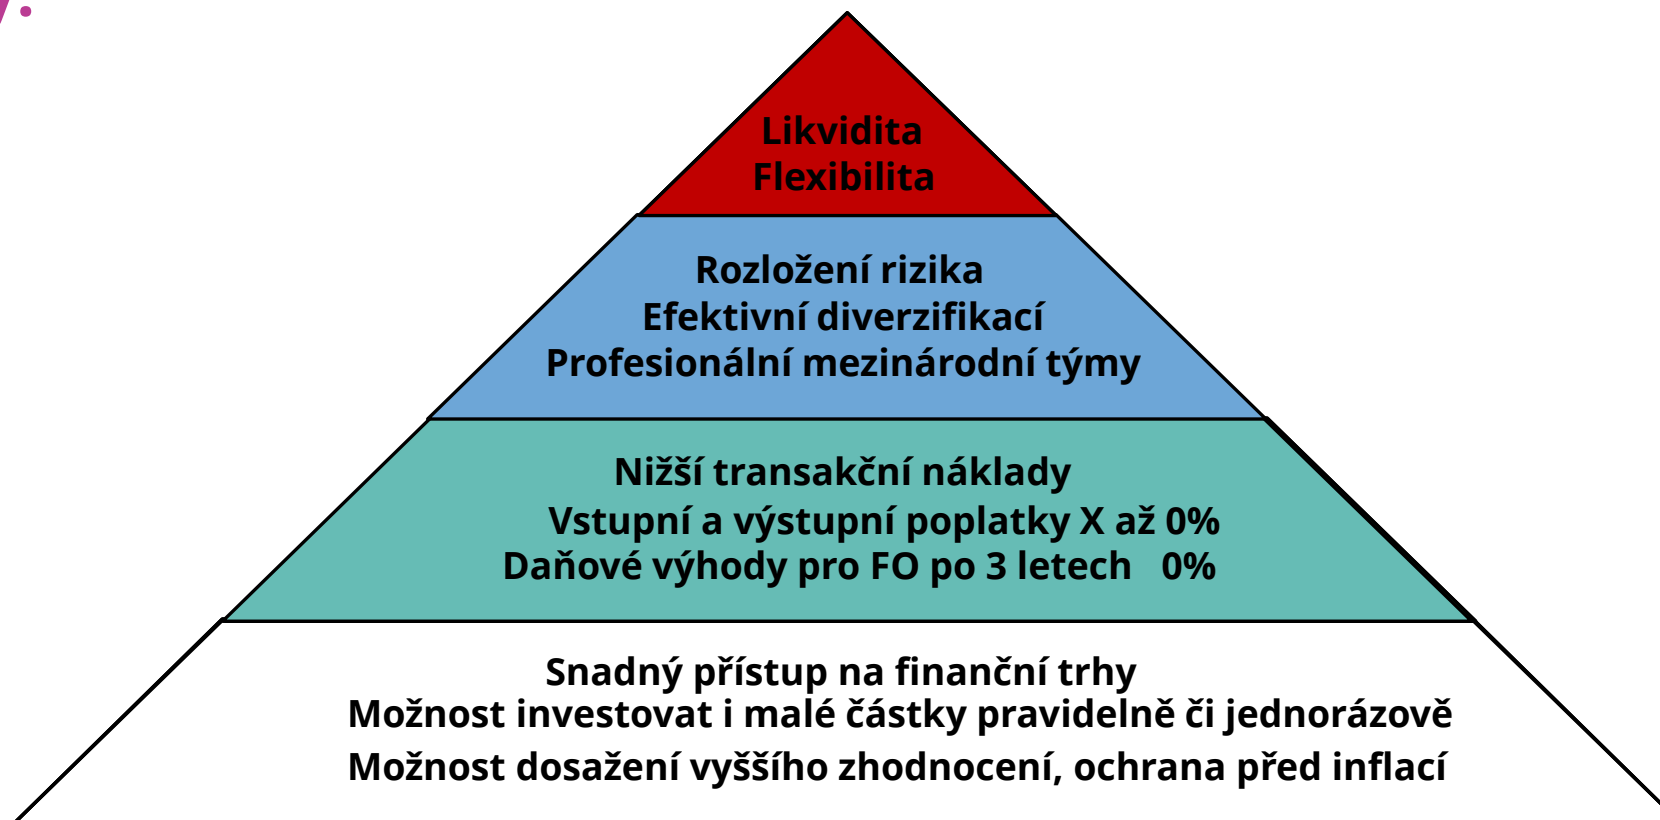 Likvidita
Flexibilita
Rozložení rizika
Efektivní diverzifikací
Profesionální mezinárodní týmy
Nižší transakční náklady
Vstupní a výstupní poplatky X až 0%
Daňové výhody pro FO po 3 letech 0%
Snadný přístup na finanční trhy
Možnost investovat i malé částky pravidelně či jednorázově
Možnost dosažení vyššího zhodnocení, ochrana před inflací